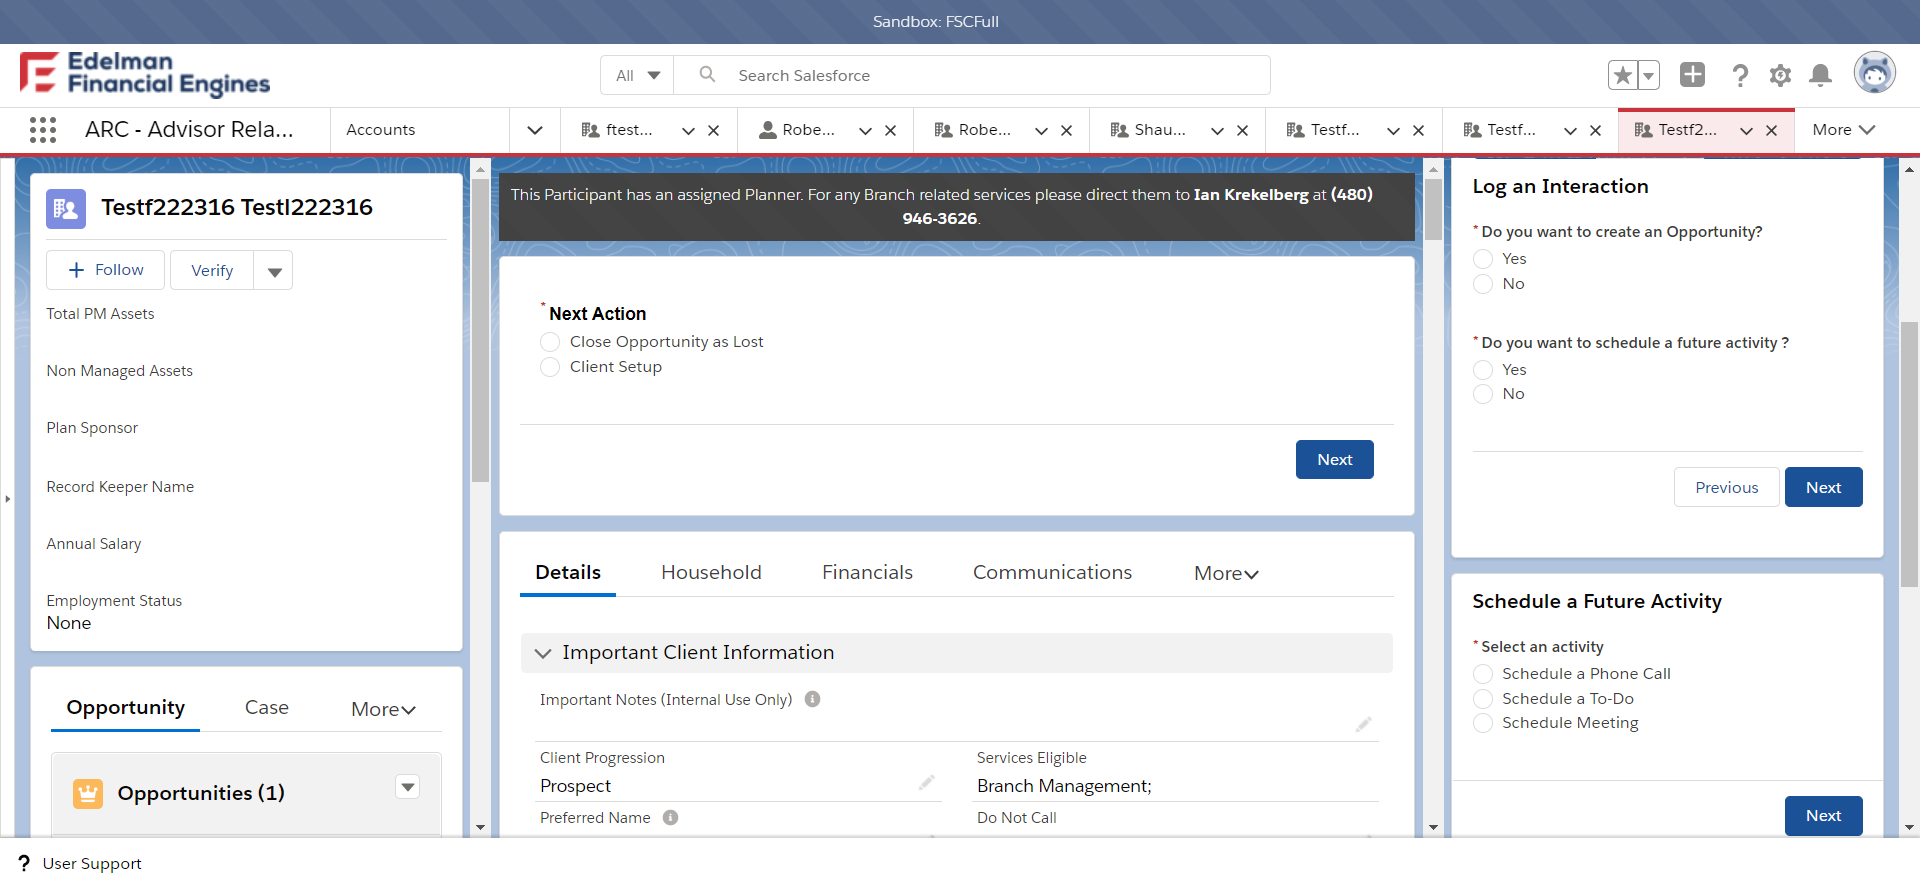 Sandbox: FSCFull
Edelman
Financial Engines
All
Search Salesforce
ARC - Advisor Rela...
Accounts
ftest...
Robe...
Robe...
Shau...
Testf...
Testf...
Testf2...
More
Testf222316 Testl222316
Follow
Verify
Total PM Assets
Non Managed Assets
Plan Sponsor
Record Keeper Name
Annual Salary
Employment Status
None
Opportunity
Case
More
Opportunities (1)
This Participant has an assigned Planner. For any Branch related services please direct them to Ian Krekelberg at (480)
946-3626.
* Next Action
Close Opportunity as Lost
Client Setup
Next
Details
Household
Financials
Communications
More
Important Client Information
Important Notes (Internal Use Only)
Client Progression
Prospect
Services Eligible
Branch Management;
Preferred Name
Do Not Call
Log an Interaction
* Do you want to create an Opportunity?
Yes
No
* Do you want to schedule a future activity ?
Yes
No
Previous
Next
Schedule a Future Activity
* Select an activity
Schedule a Phone Call
Schedule a To-Do
Schedule Meeting
Next
? User Support